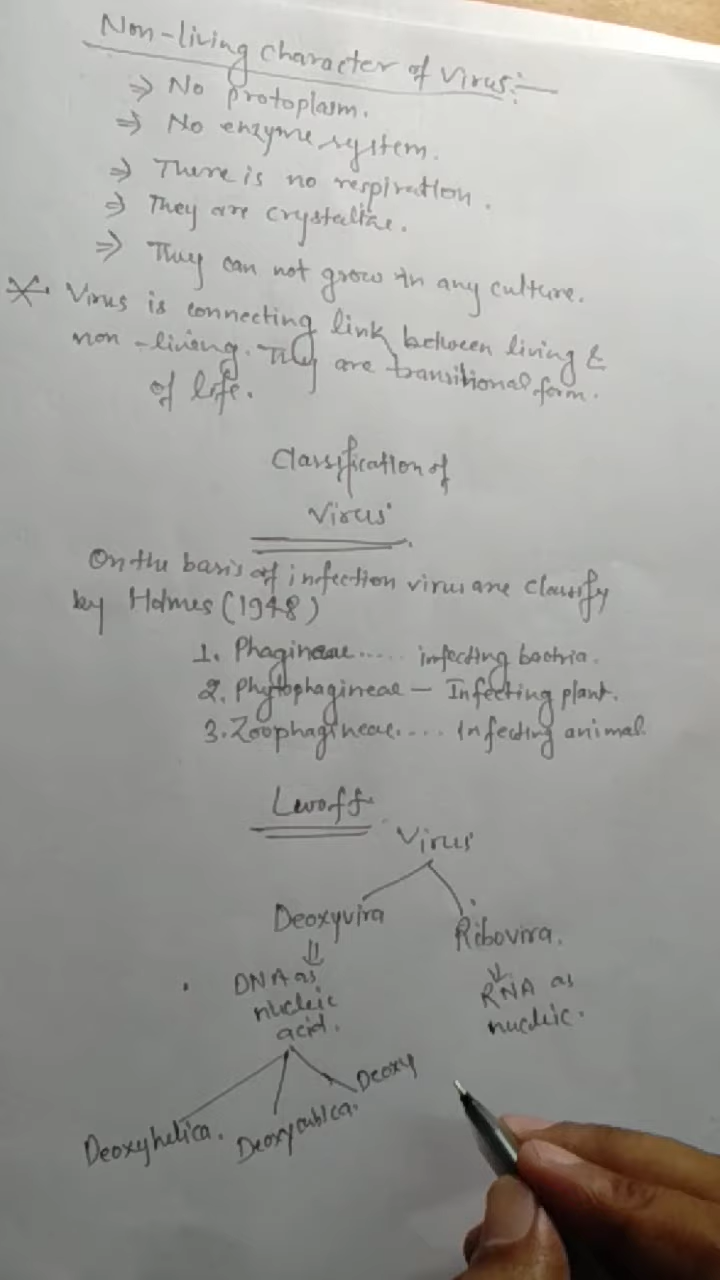 Non-living character of Virus:-
⇒ No protoplasm.
⇒ No enzyme system.
⇒ There is no respiration.
⇒ They are crystallize.
⇒ They can not grow in any culture.
* Virus is connecting link between living &
non-living. They are transitional form.
of life.
Classification of
Virus
On the basis of infection virus are classify
by Holmes (1948)
1. Phagineae..... infecting bactria.
2. Phytophagineae - Infecting plant.
3. Zoophagineae.... Infecting animal
Lwoff
Virus
Deoxyvira
Ribovira.
⇓
DNA as
nucleic
acid.
↓
RNA as
nucleic.
Deoxyhelica.
Deoxycubica.
Deoxy